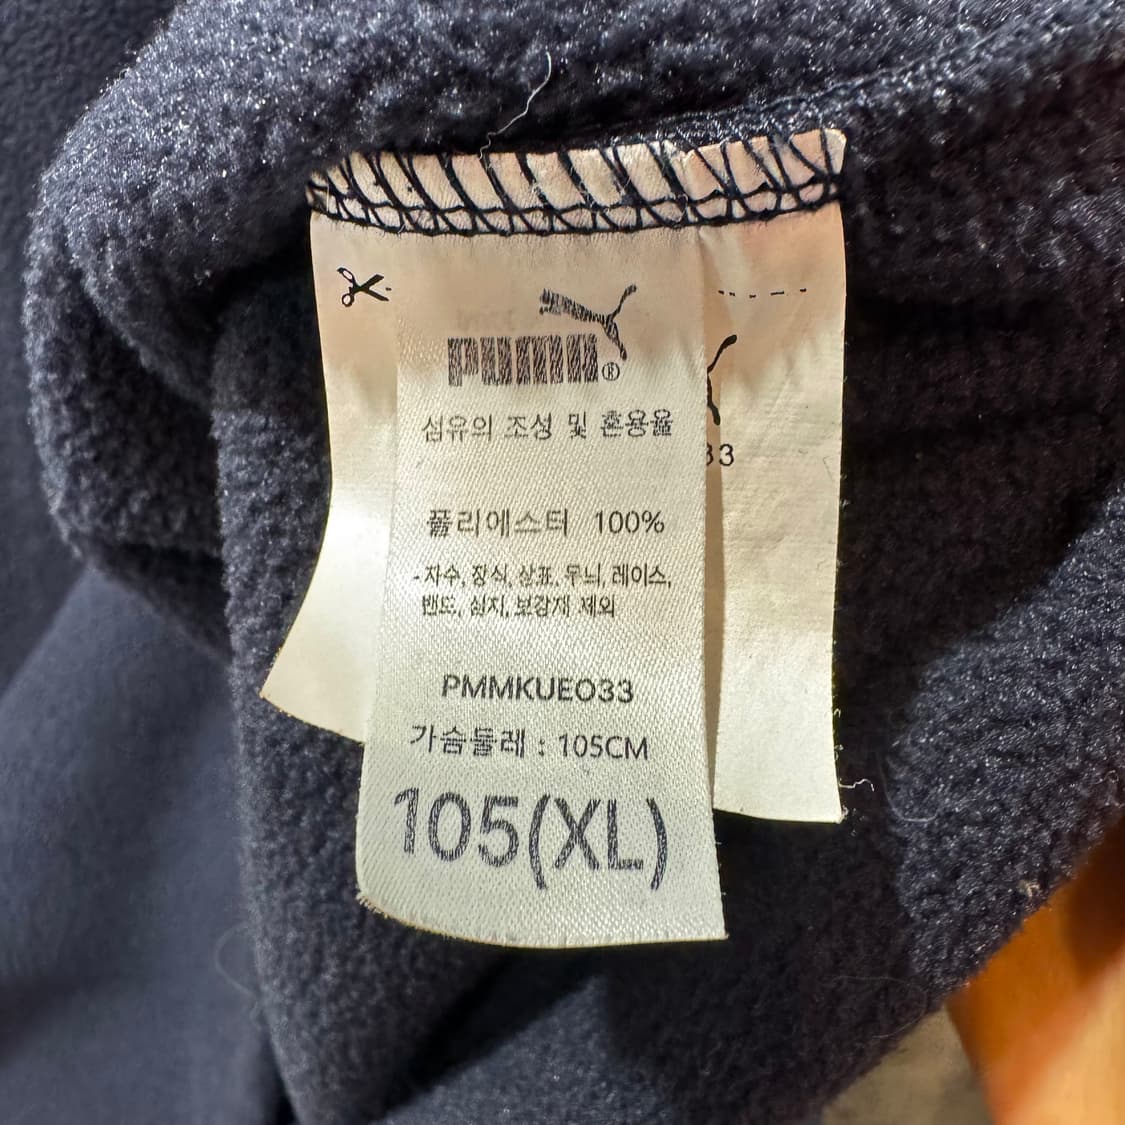 PUMA®
섬유의 조성 및 혼용율
폴리에스터 100%
-자수, 장식, 상표, 무늬, 레이스,
밴드, 심지, 보강재 제외
PMMKUE033
가슴둘레 : 105CM
105(XL)
33